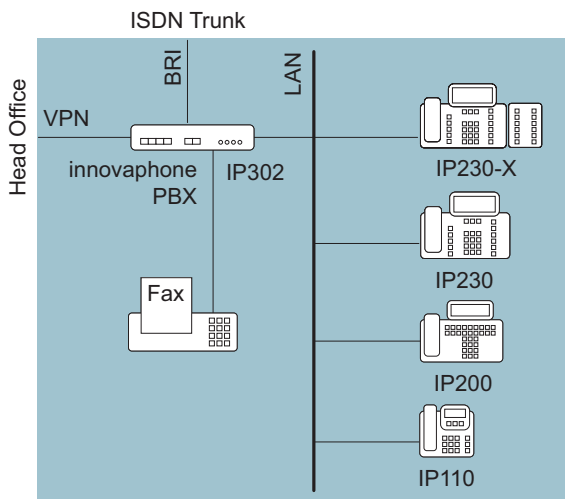 ISDN Trunk
BRI
LAN
Head Office
VPN
innovaphone
PBX
IP302
IP230-X
IP230
Fax
IP200
IP110